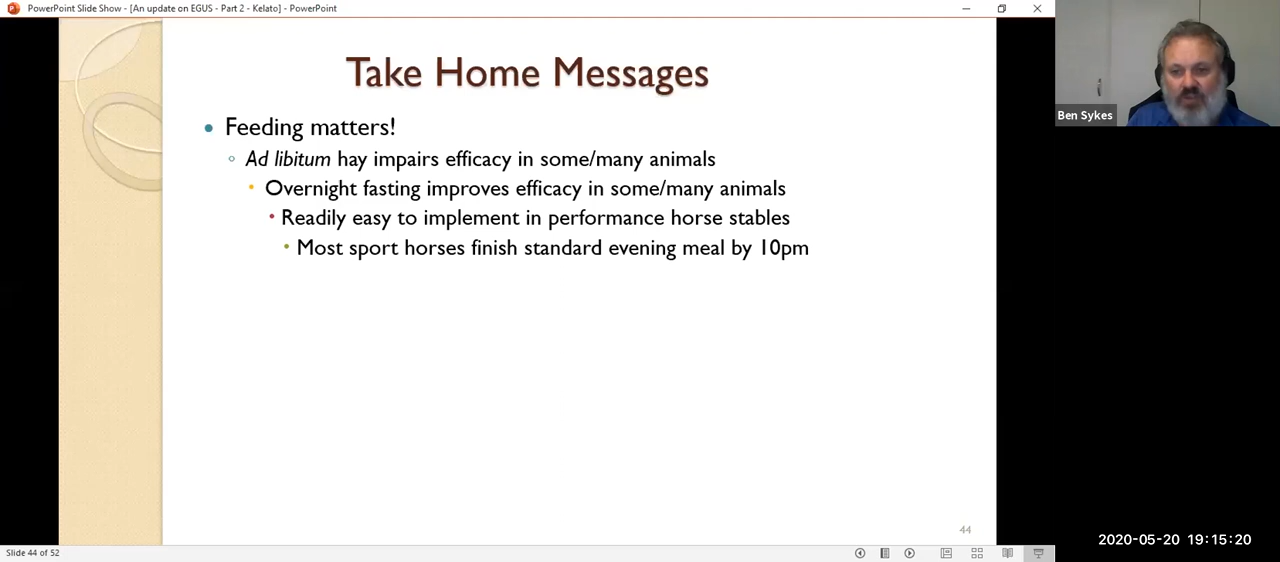 PowerPoint Slide Show - [An update on EGUS - Part 2 - Kelato] - PowerPoint
Ben Sykes
Take Home Messages
Feeding matters!
Ad libitum hay impairs efficacy in some/many animals
Overnight fasting improves efficacy in some/many animals
Readily easy to implement in performance horse stables
Most sport horses finish standard evening meal by 10pm
44
2020-05-20 19:15:20
Slide 44 of 52